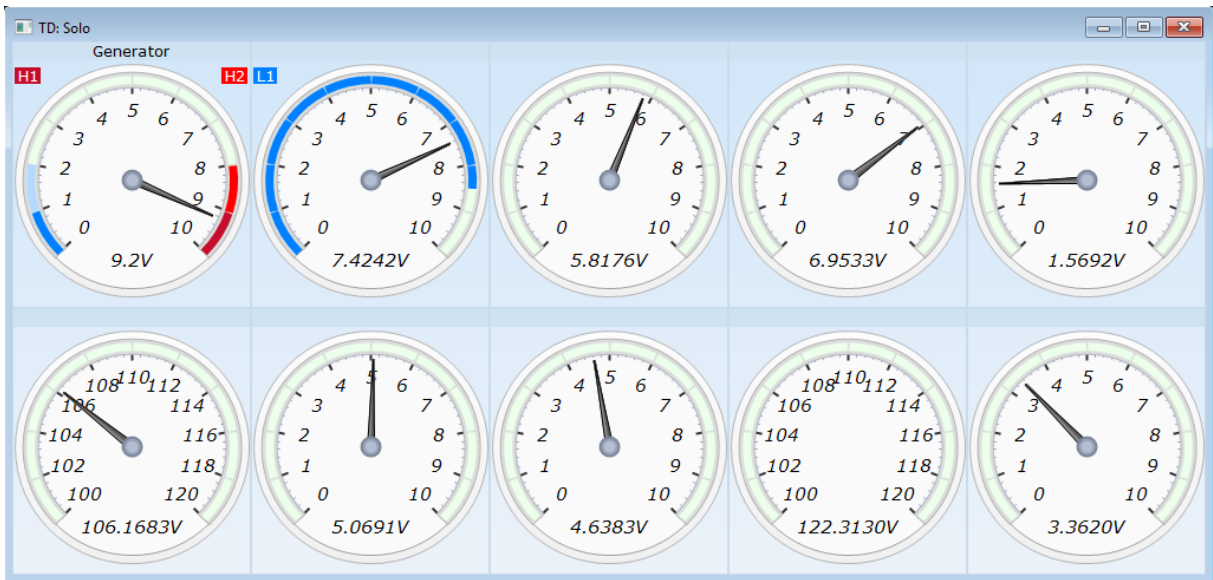 TD: Solo
Generator
H1
H2
L1
0 1 2 3 4 5 6 7 8 9 10
9.2V
0 1 2 3 4 5 6 7 8 9 10
7.4242V
0 1 2 3 4 5 6 7 8 9 10
5.8176V
0 1 2 3 4 5 6 7 8 9 10
6.9533V
0 1 2 3 4 5 6 7 8 9 10
1.5692V
100 102 104 106 108 110 112 114 116 118 120
106.1683V
0 1 2 3 4 5 6 7 8 9 10
5.0691V
0 1 2 3 4 5 6 7 8 9 10
4.6383V
100 102 104 106 108 110 112 114 116 118 120
122.3130V
0 1 2 3 4 5 6 7 8 9 10
3.3620V